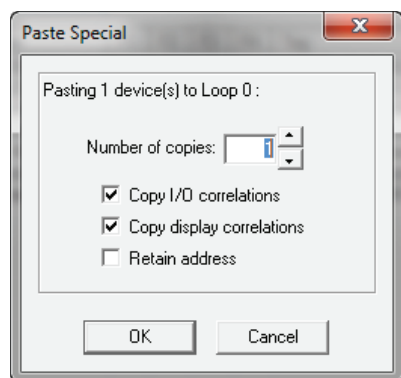 Paste Special
Pasting 1 device(s) to Loop 0 :
Number of copies: 1
Copy I/O correlations
Copy display correlations
Retain address
OK Cancel